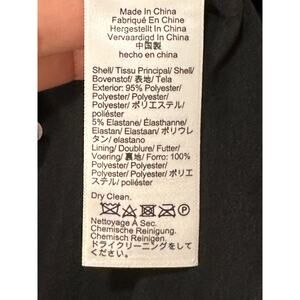 Made In China
Fabriqué En Chine
Hergestellt In China
Vervaardigd In China
中国製
hecho en china
Shell/ Tissu Principal/ Shell/
Bovenstof/ 表地/ Tela
Exterior: 95% Polyester/
Polyester/ Polyester/
Polyester/ ポリエステル/
poliéster
5% Elastane/ Élasthanne/
Elastan/ Elastaan/ ポリウレ
タン/ elastano
Lining/ Doublure/ Futter/
Voering/ 裏地/ Forro: 100%
Polyester/ Polyester/
Polyester/ Polyester/ ポリエ
ステル/ poliéster
Dry Clean.
P
Nettoyage À Sec.
Chemische Reinigung.
Chemisch Reinigen.
ドライクリーニングをして
ください.